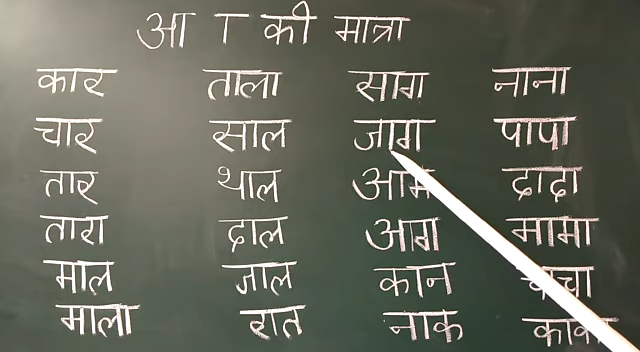 आ ा की मात्रा
कार ताला साग नाना
चार साल जाग पापा
तार थाल आम दादा
तारा दाल आग मामा
माल जाल कान चाचा
माला रात नाक काका